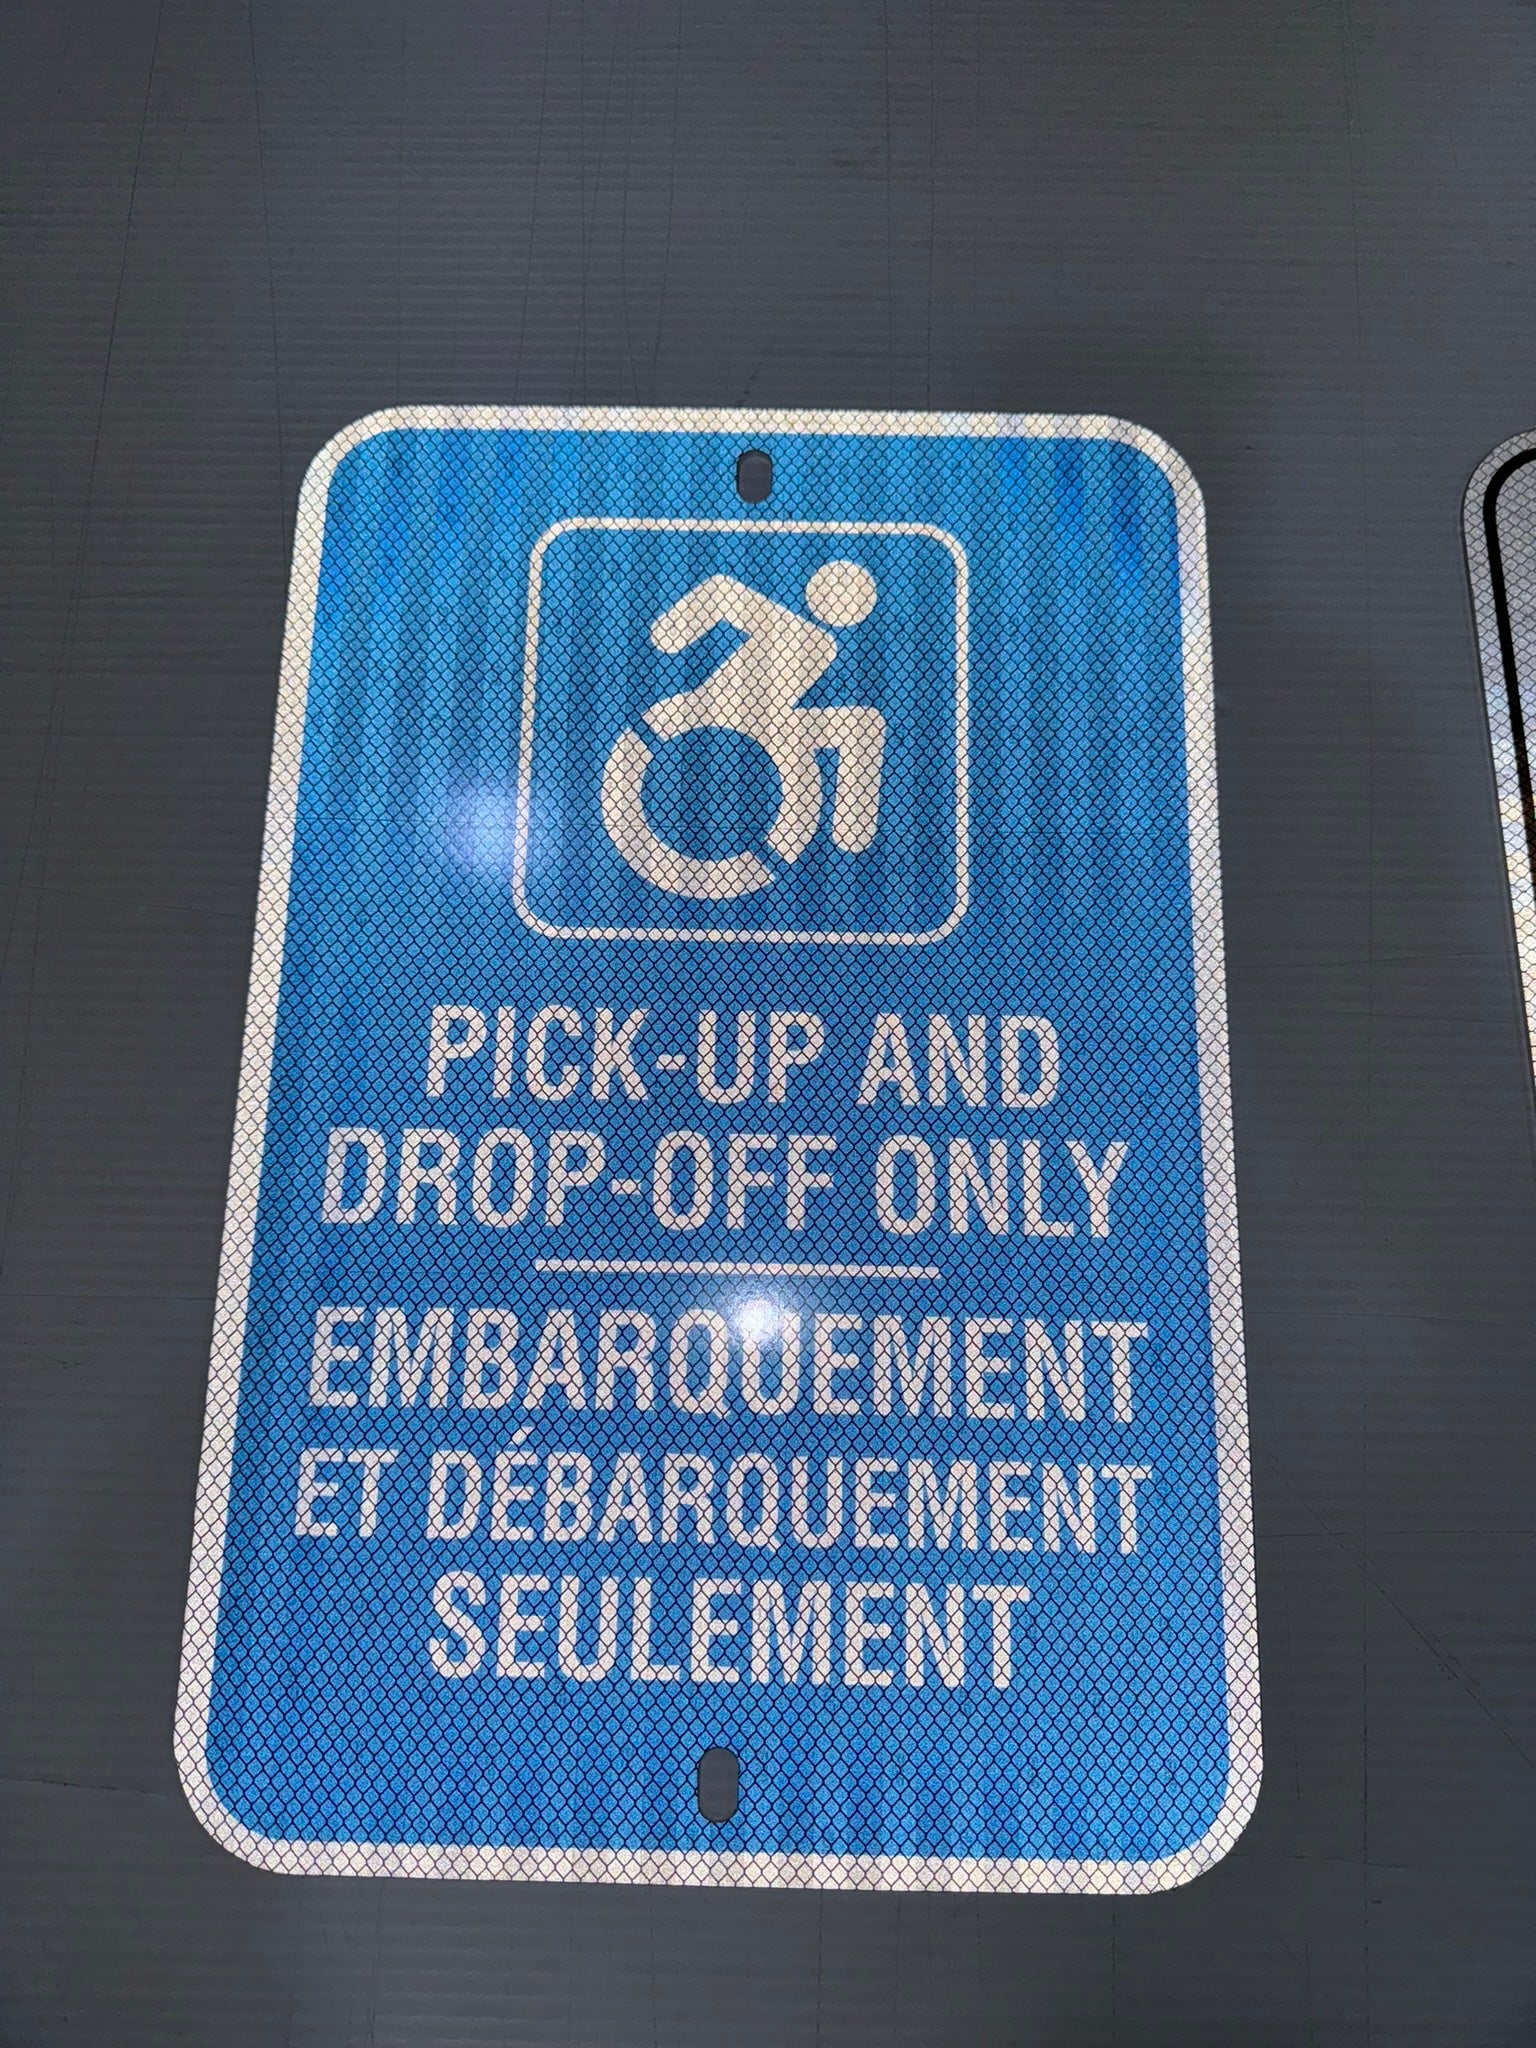 PICK-UP AND
DROP-OFF ONLY
EMBARQUEMENT
ET DÉBARQUEMENT
SEULEMENT